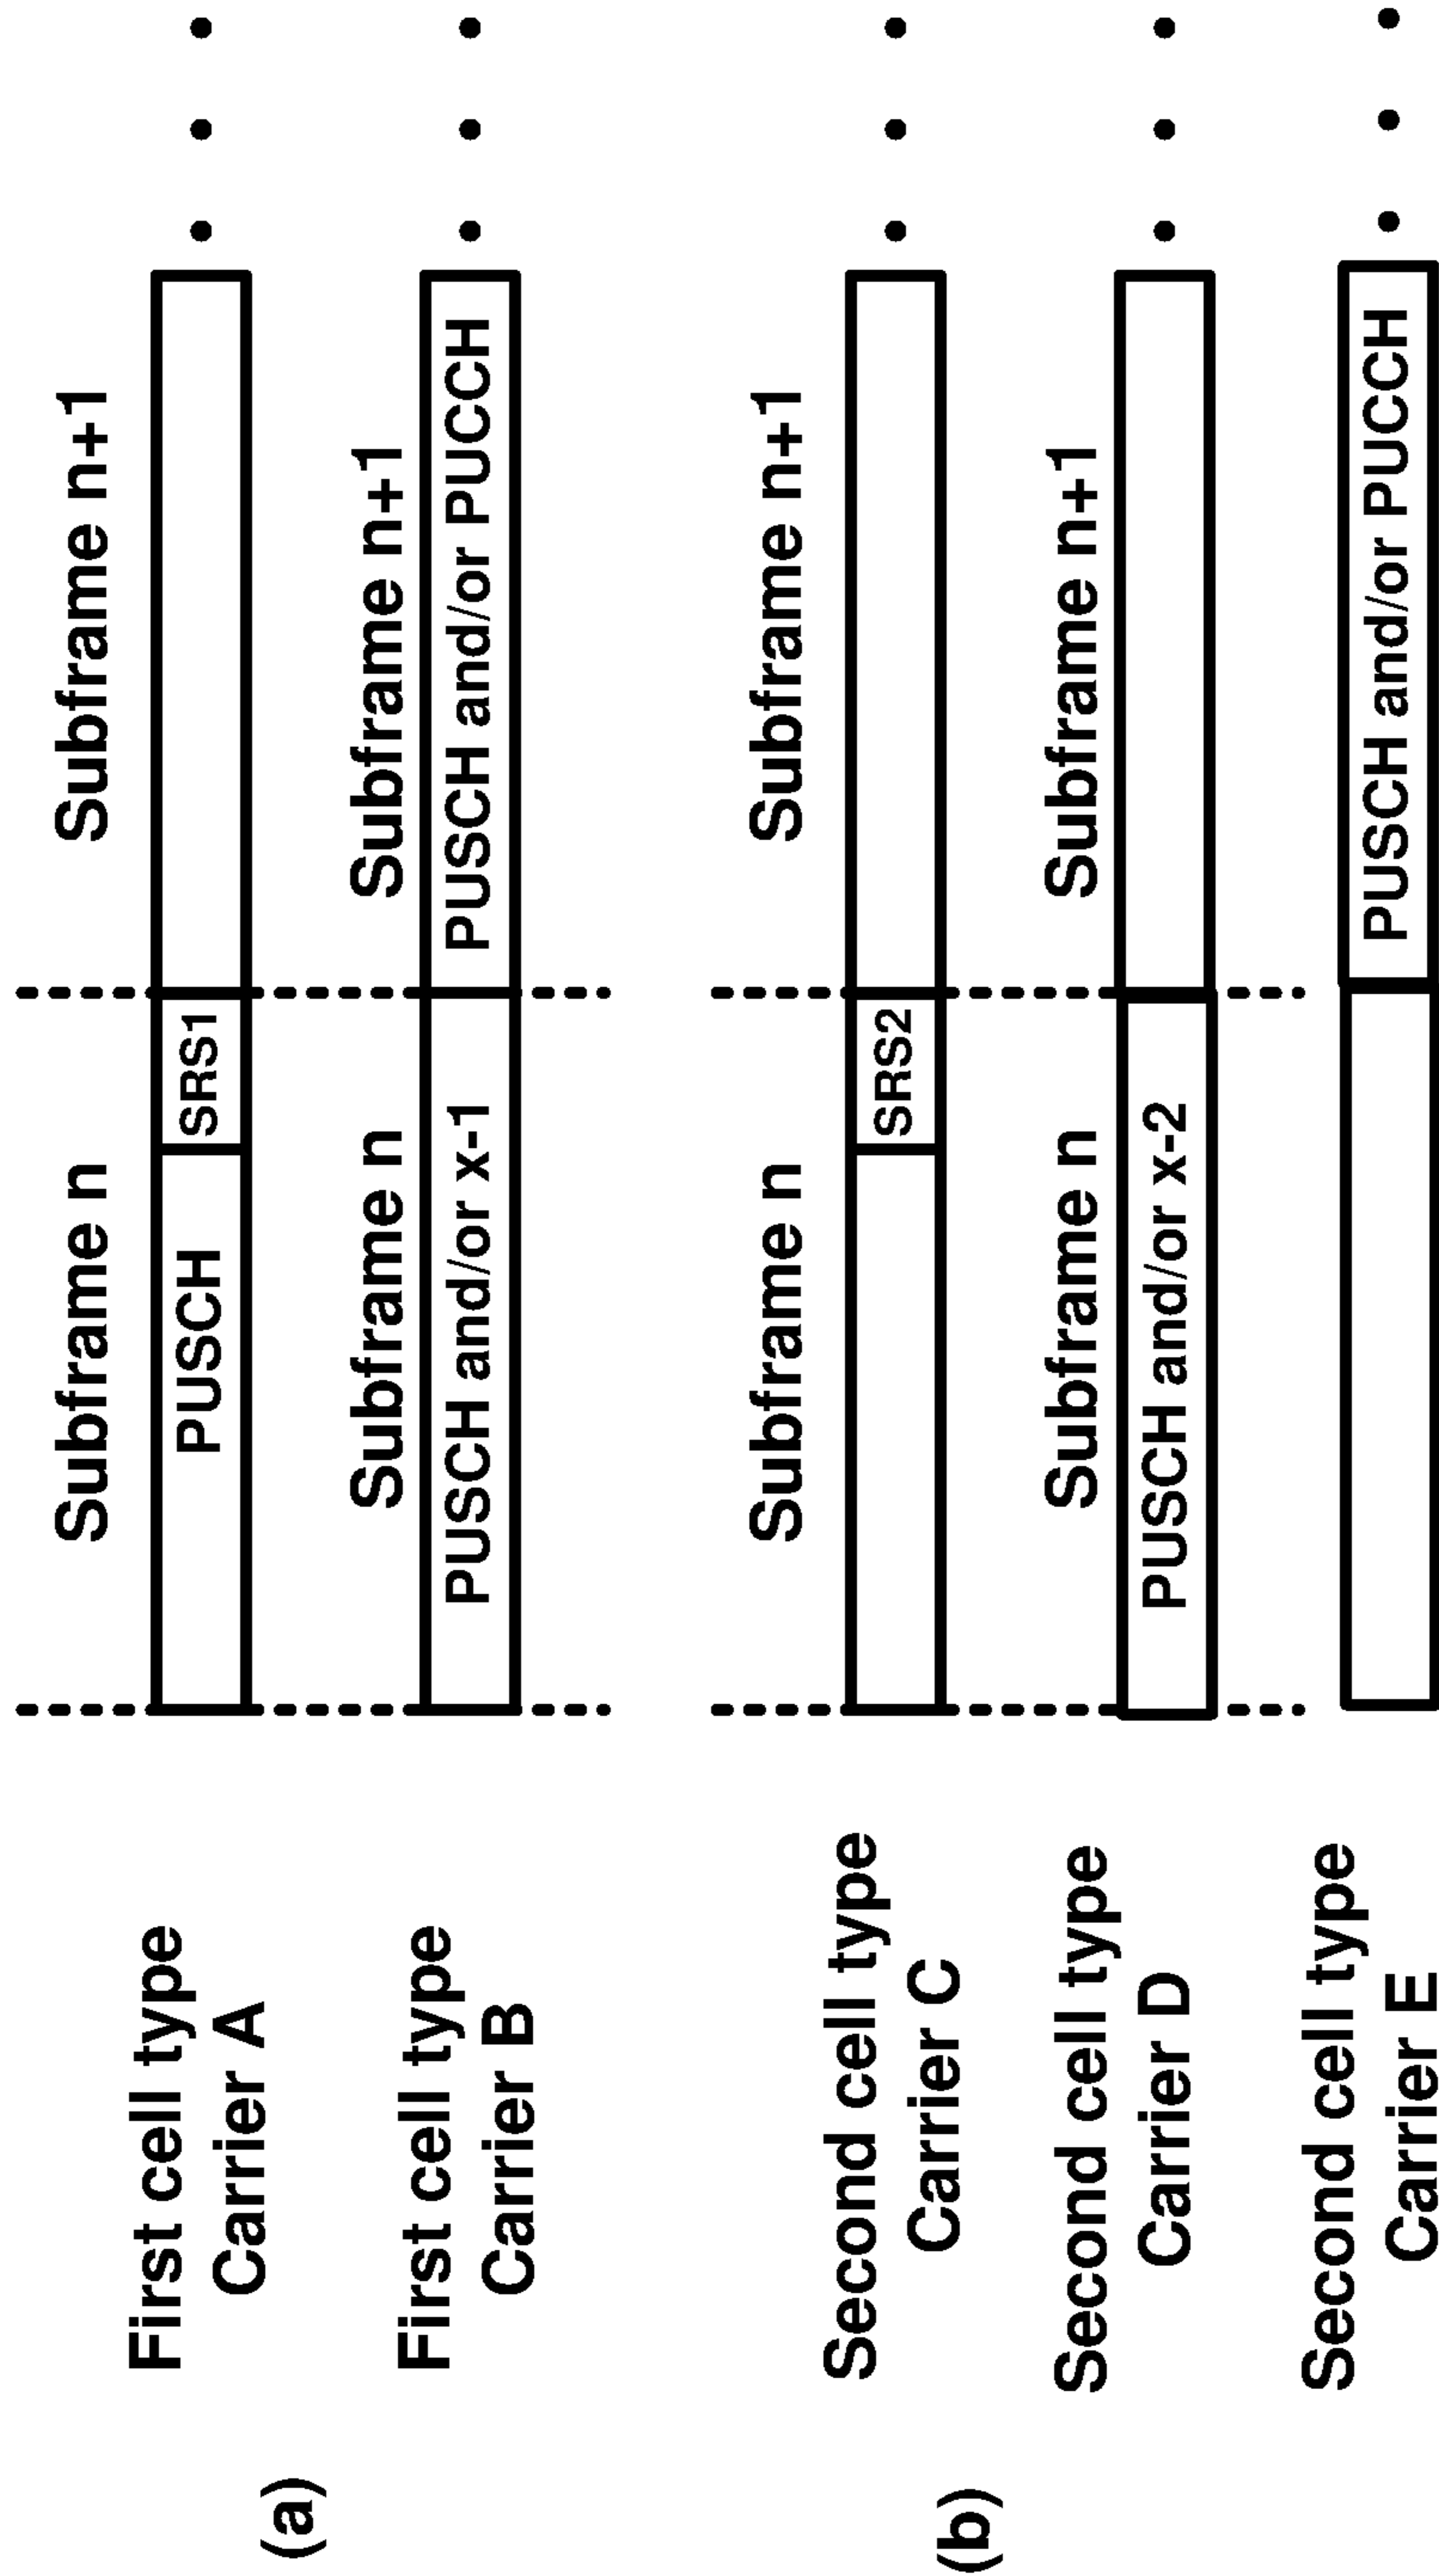 (a)
Subframe n
Subframe n+1
First cell type
Carrier A
PUSCH
SRS1
Subframe n
Subframe n+1
First cell type
Carrier B
PUSCH and/or x-1
PUSCH and/or PUCCH
(b)
Subframe n
Subframe n+1
Second cell type
Carrier C
SRS2
Subframe n
Subframe n+1
Second cell type
Carrier D
PUSCH and/or x-2
Second cell type
Carrier E
PUSCH and/or PUCCH